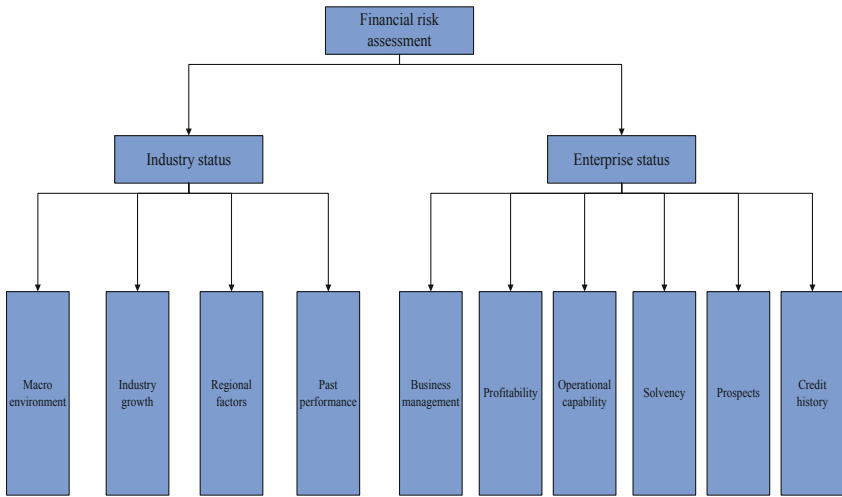 Financial risk
assessment
Industry status
Enterprise status
Macro
environment
Industry
growth
Regional
factors
Past
performance
Business
management
Profitability
Operational
capability
Solvency
Prospects
Credit
history